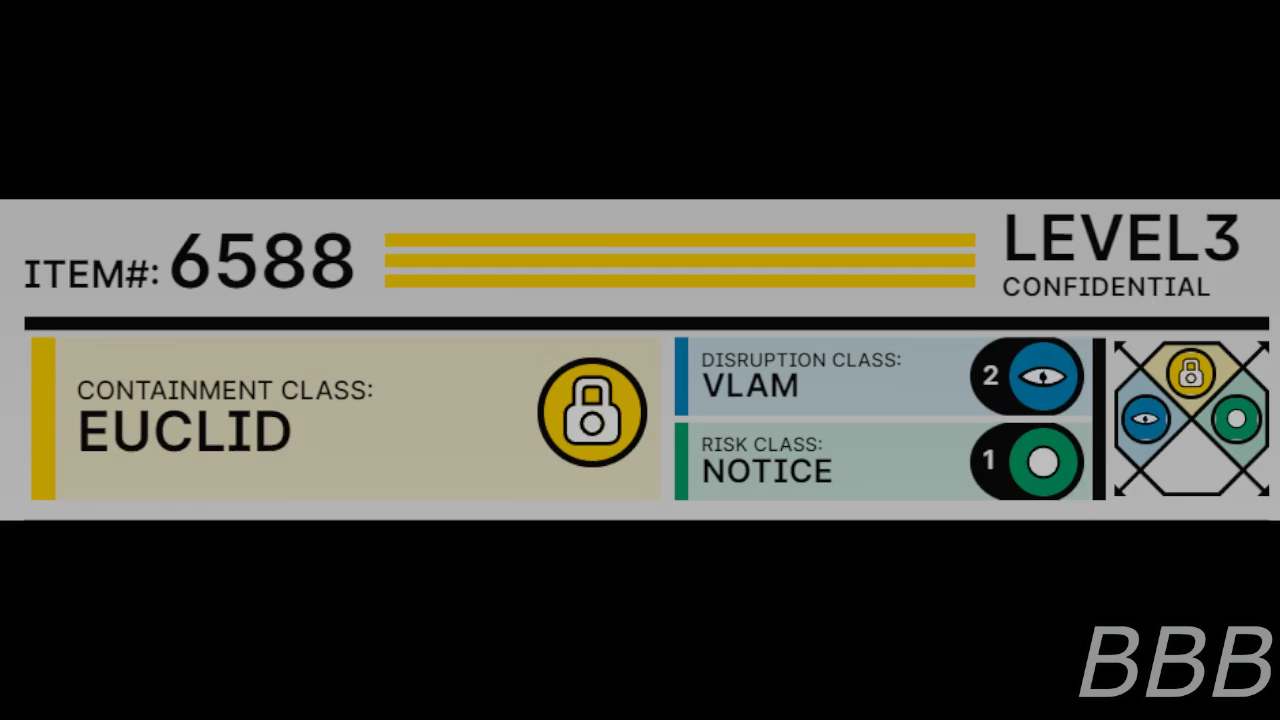 ITEM#: 6588
LEVEL3
CONFIDENTIAL
CONTAINMENT CLASS:
EUCLID
DISRUPTION CLASS:
VLAM
2
RISK CLASS:
NOTICE
1
BBB